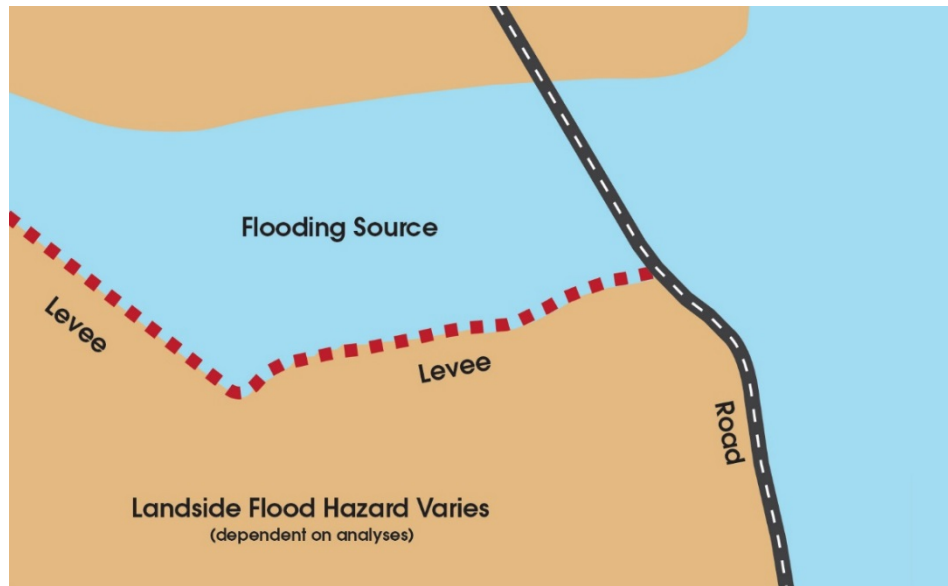 Flooding Source
Levee
Levee
Road
Landside Flood Hazard Varies
(dependent on analyses)